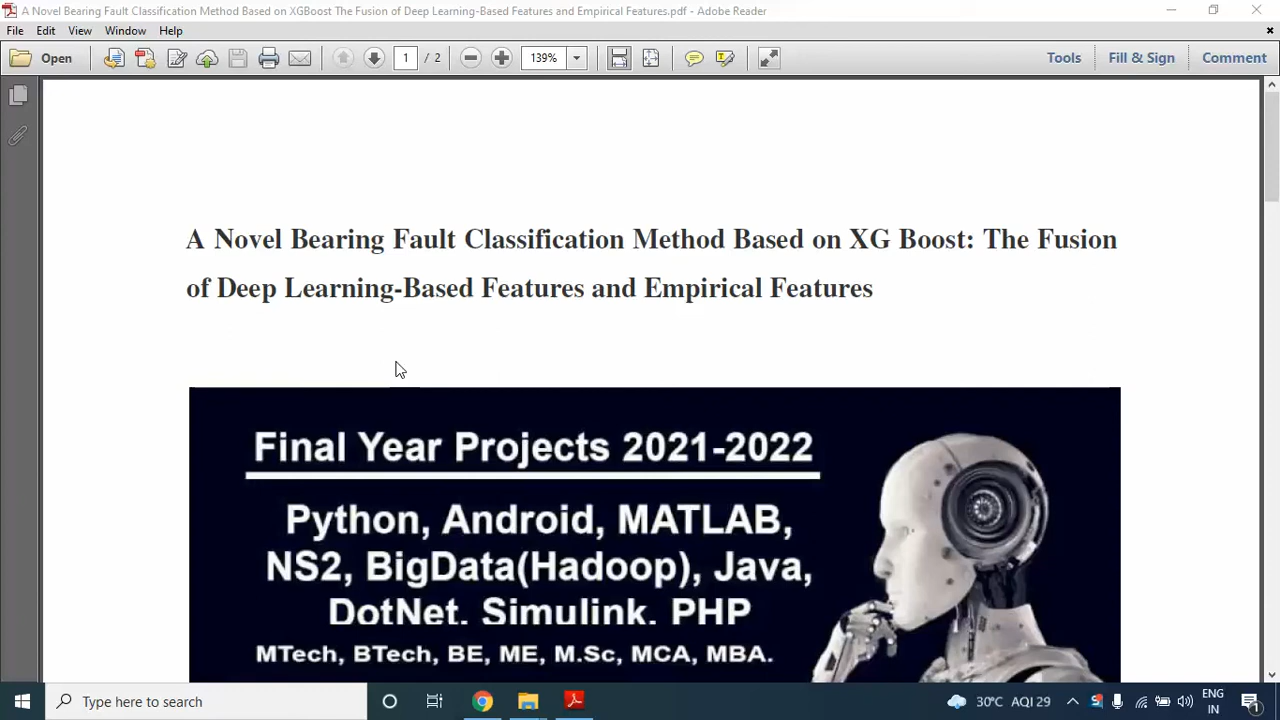 A Novel Bearing Fault Classification Method Based on XGBoost The Fusion of Deep Learning-Based Features and Empirical Features.pdf - Adobe Reader
File Edit View Window Help
Open 1 / 2 139% Tools Fill & Sign Comment
A Novel Bearing Fault Classification Method Based on XG Boost: The Fusion
of Deep Learning-Based Features and Empirical Features
Final Year Projects 2021-2022
Python, Android, MATLAB,
NS2, BigData(Hadoop), Java,
DotNet, Simulink, PHP
MTech, BTech, BE, ME, M.Sc, MCA, MBA.
Type here to search 30°C AQI 29 ENG
IN
1